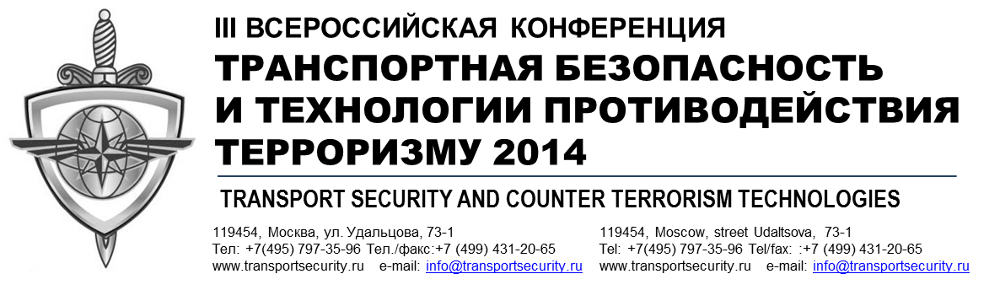 III ВСЕРОССИЙСКАЯ КОНФЕРЕНЦИЯ
ТРАНСПОРТНАЯ БЕЗОПАСНОСТЬ
И ТЕХНОЛОГИИ ПРОТИВОДЕЙСТВИЯ
ТЕРРОРИЗМУ 2014
TRANSPORT SECURITY AND COUNTER TERRORISM TECHNOLOGIES
119454, Москва, ул. Удальцова, 73-1
Тел: +7(495) 797-35-96 Тел./факс:+7 (499) 431-20-65
www.transportsecurity.ru e-mail: info@transportsecurity.ru
119454, Moscow, street Udaltsova, 73-1
Tel: +7(495) 797-35-96 Tel/fax: :+7 (499) 431-20-65
www.transportsecurity.ru e-mail: info@transportsecurity.ru